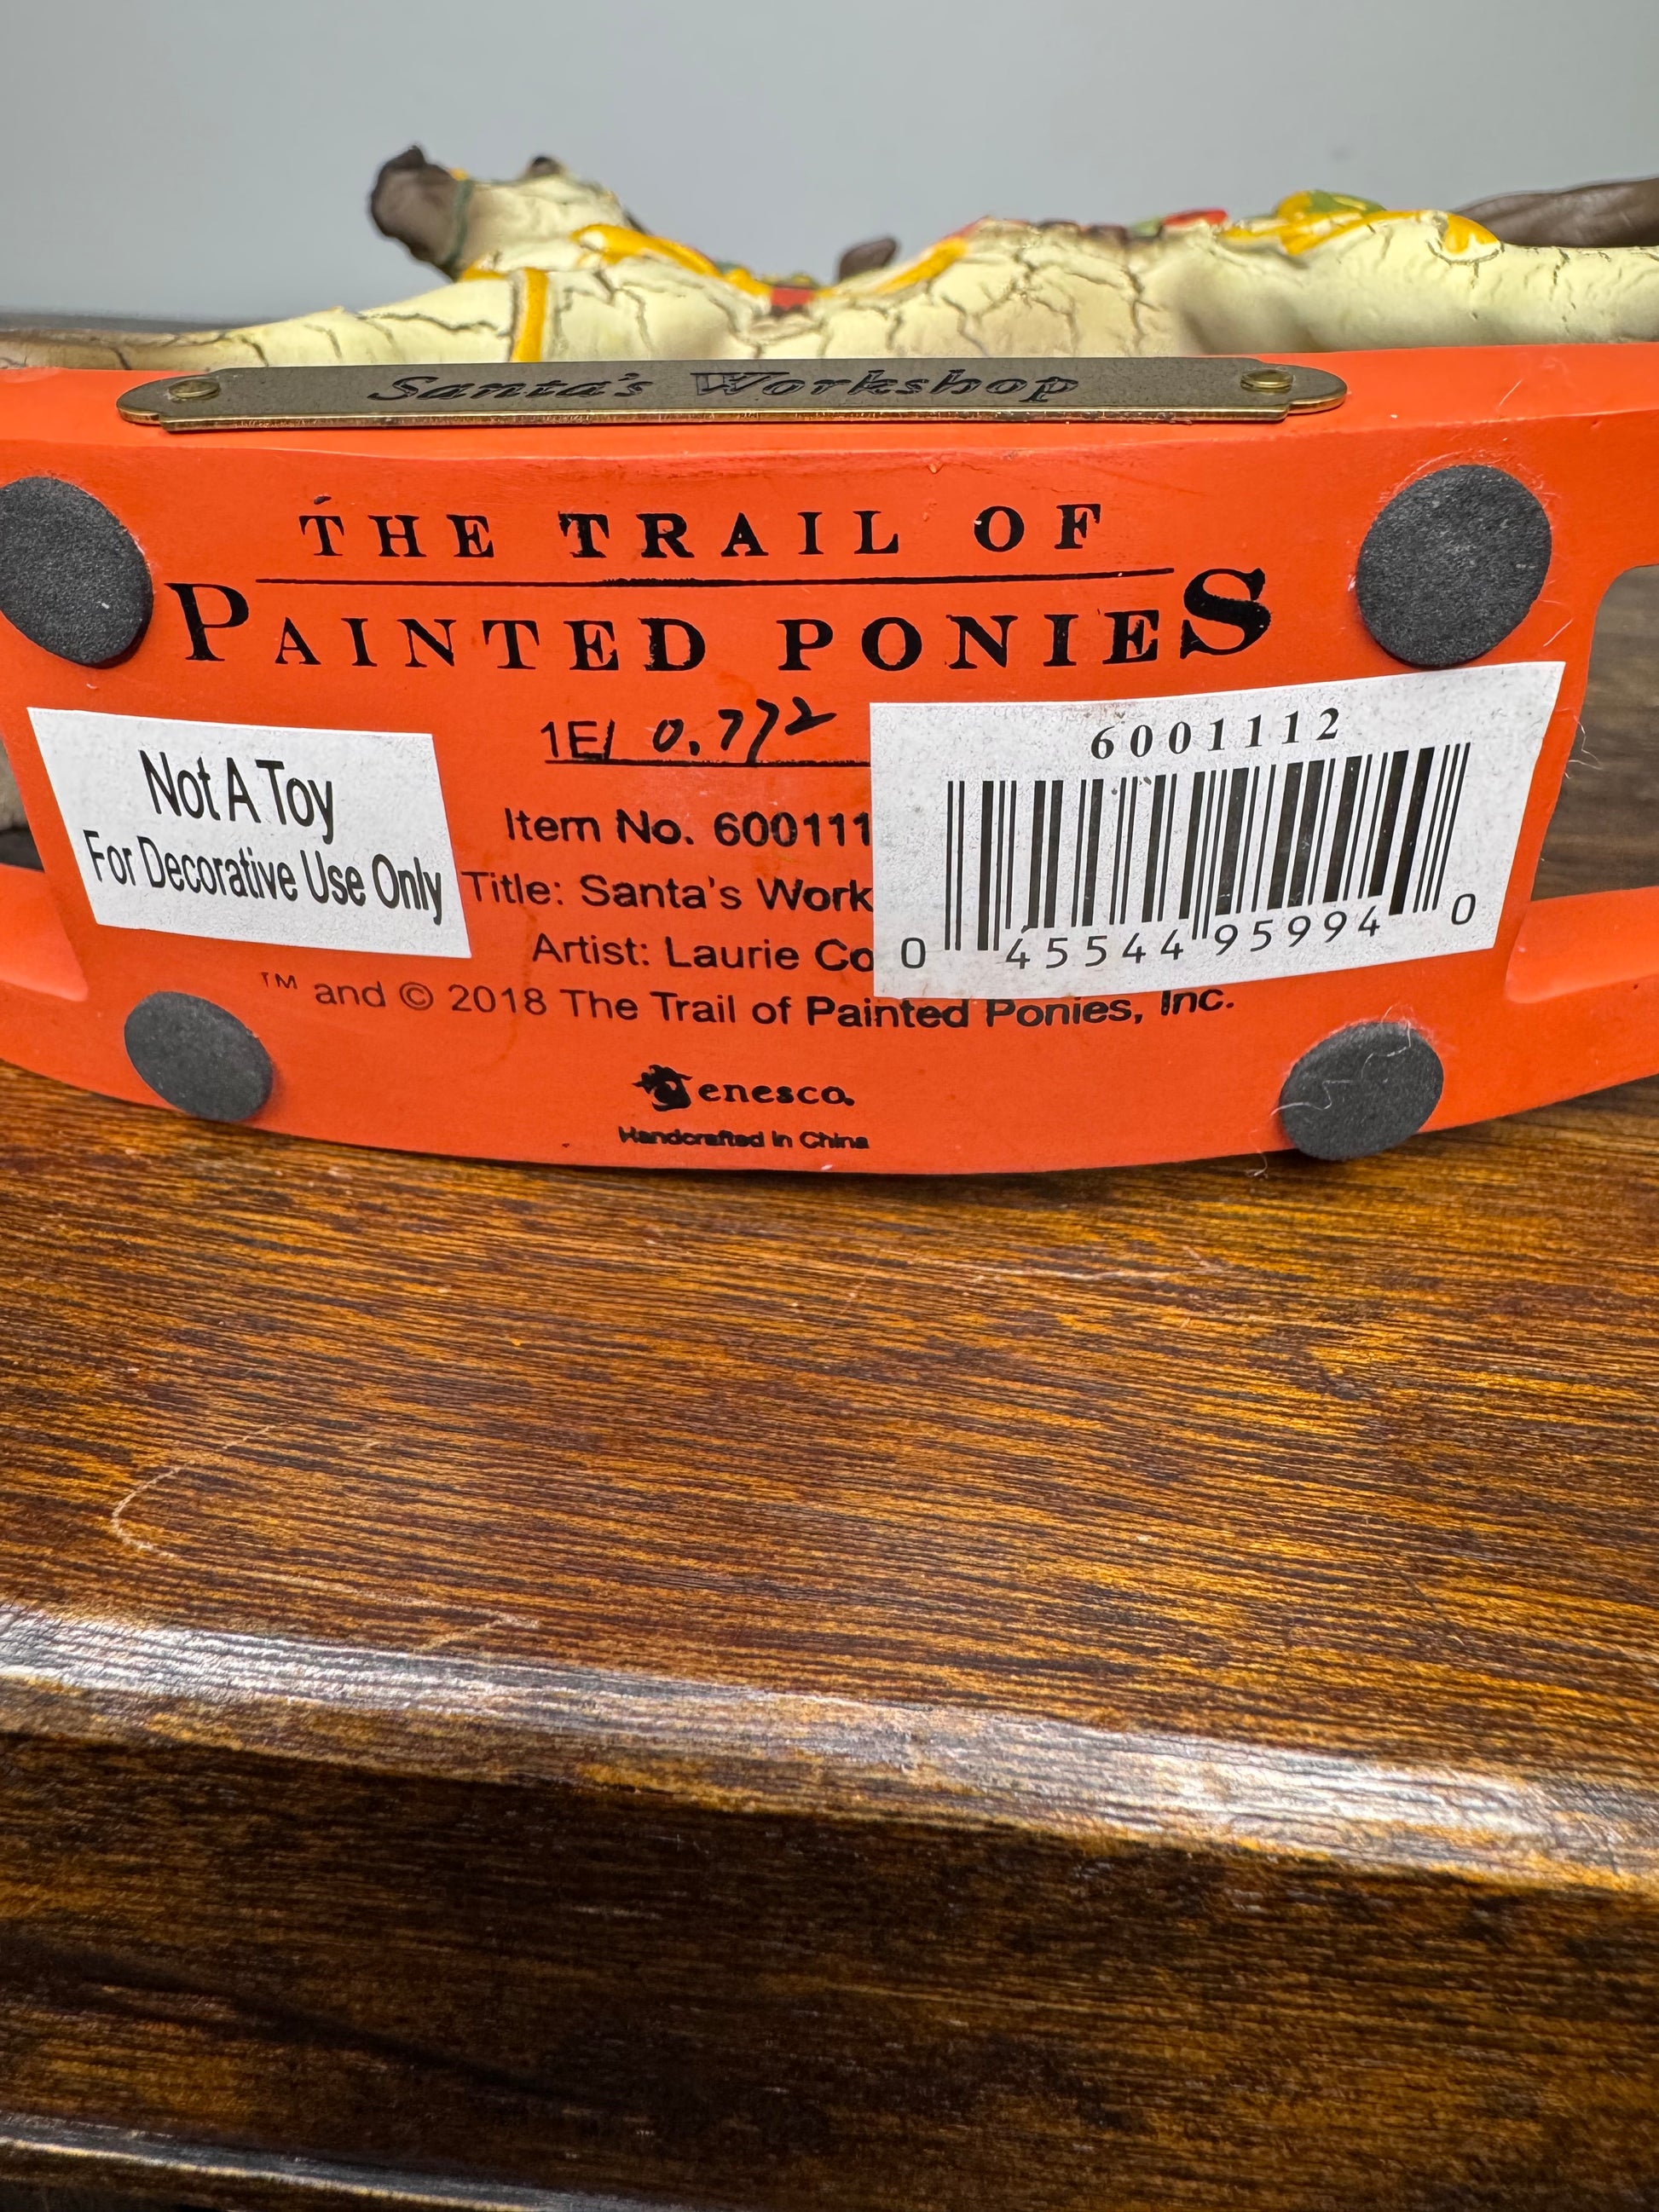 Santa's Workshop
THE TRAIL OF
PAINTED PONIES
1E/ 0.772
Not A Toy
For Decorative Use Only
6001112
0 45544 95994 0
Item No. 600111
Title: Santa's Work
Artist: Laurie Co
™ and © 2018 The Trail of Painted Ponies, Inc.
enesco.
Handcrafted in China